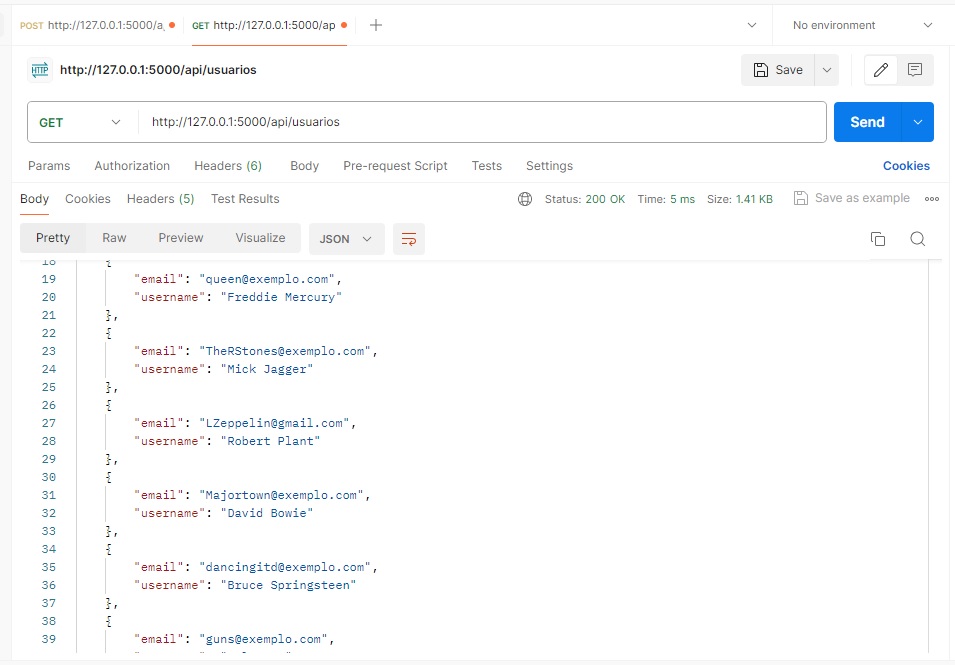 POST http://127.0.0.1:5000/a,
GET http://127.0.0.1:5000/ap
No environment
HTTP http://127.0.0.1:5000/api/usuarios
Save
GET http://127.0.0.1:5000/api/usuarios
Send
Params Authorization Headers (6) Body Pre-request Script Tests Settings Cookies
Body Cookies Headers (5) Test Results Status: 200 OK Time: 5 ms Size: 1.41 KB Save as example
Pretty Raw Preview Visualize JSON
18 {
19 "email": "queen@exemplo.com",
20 "username": "Freddie Mercury"
21 },
22 {
23 "email": "TheRStones@exemplo.com",
24 "username": "Mick Jagger"
25 },
26 {
27 "email": "LZeppelin@gmail.com",
28 "username": "Robert Plant"
29 },
30 {
31 "email": "Majortown@exemplo.com",
32 "username": "David Bowie"
33 },
34 {
35 "email": "dancingitd@exemplo.com",
36 "username": "Bruce Springsteen"
37 },
38 {
39 "email": "guns@exemplo.com",